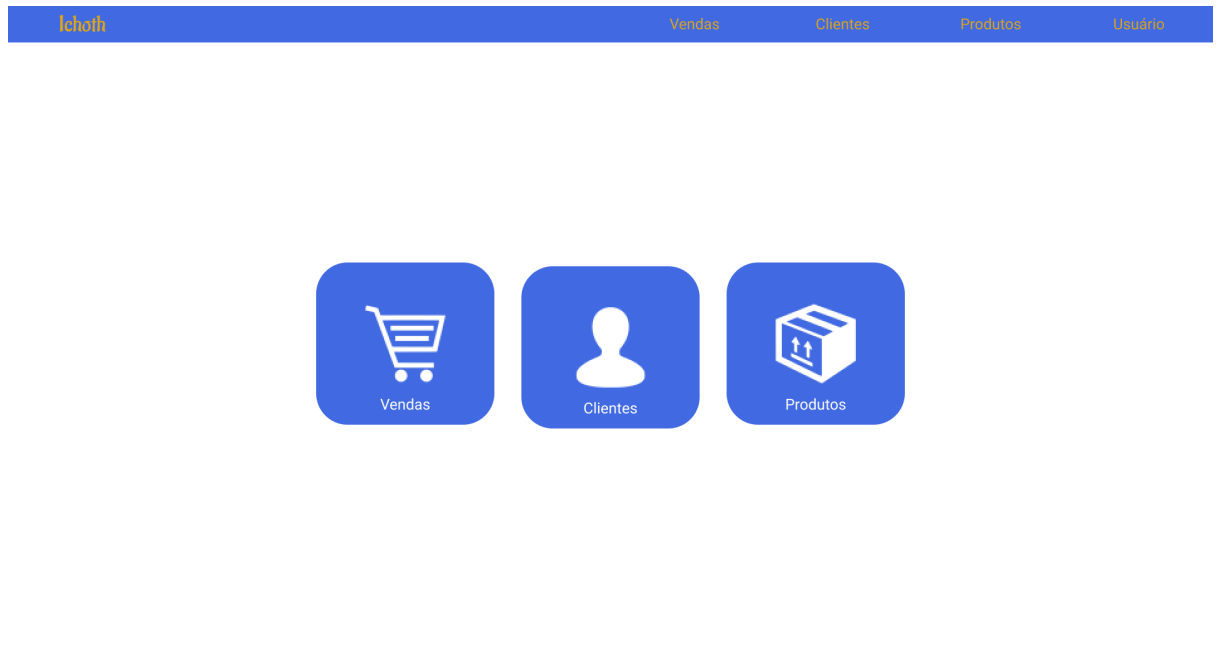 Ichoth
Vendas
Clientes
Produtos
Usuário
Vendas
Clientes
Produtos